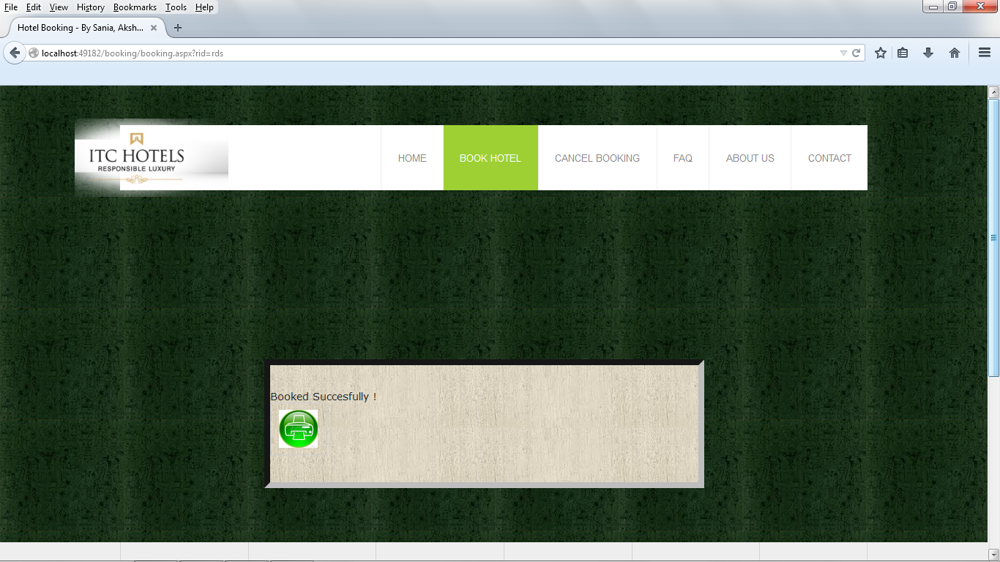 File Edit View History Bookmarks Tools Help
Hotel Booking - By Sania, Aksh...
localhost:49182/booking/booking.aspx?rid=rds
ITC HOTELS
RESPONSIBLE LUXURY
HOME BOOK HOTEL CANCEL BOOKING FAQ ABOUT US CONTACT
Booked Succesfully !